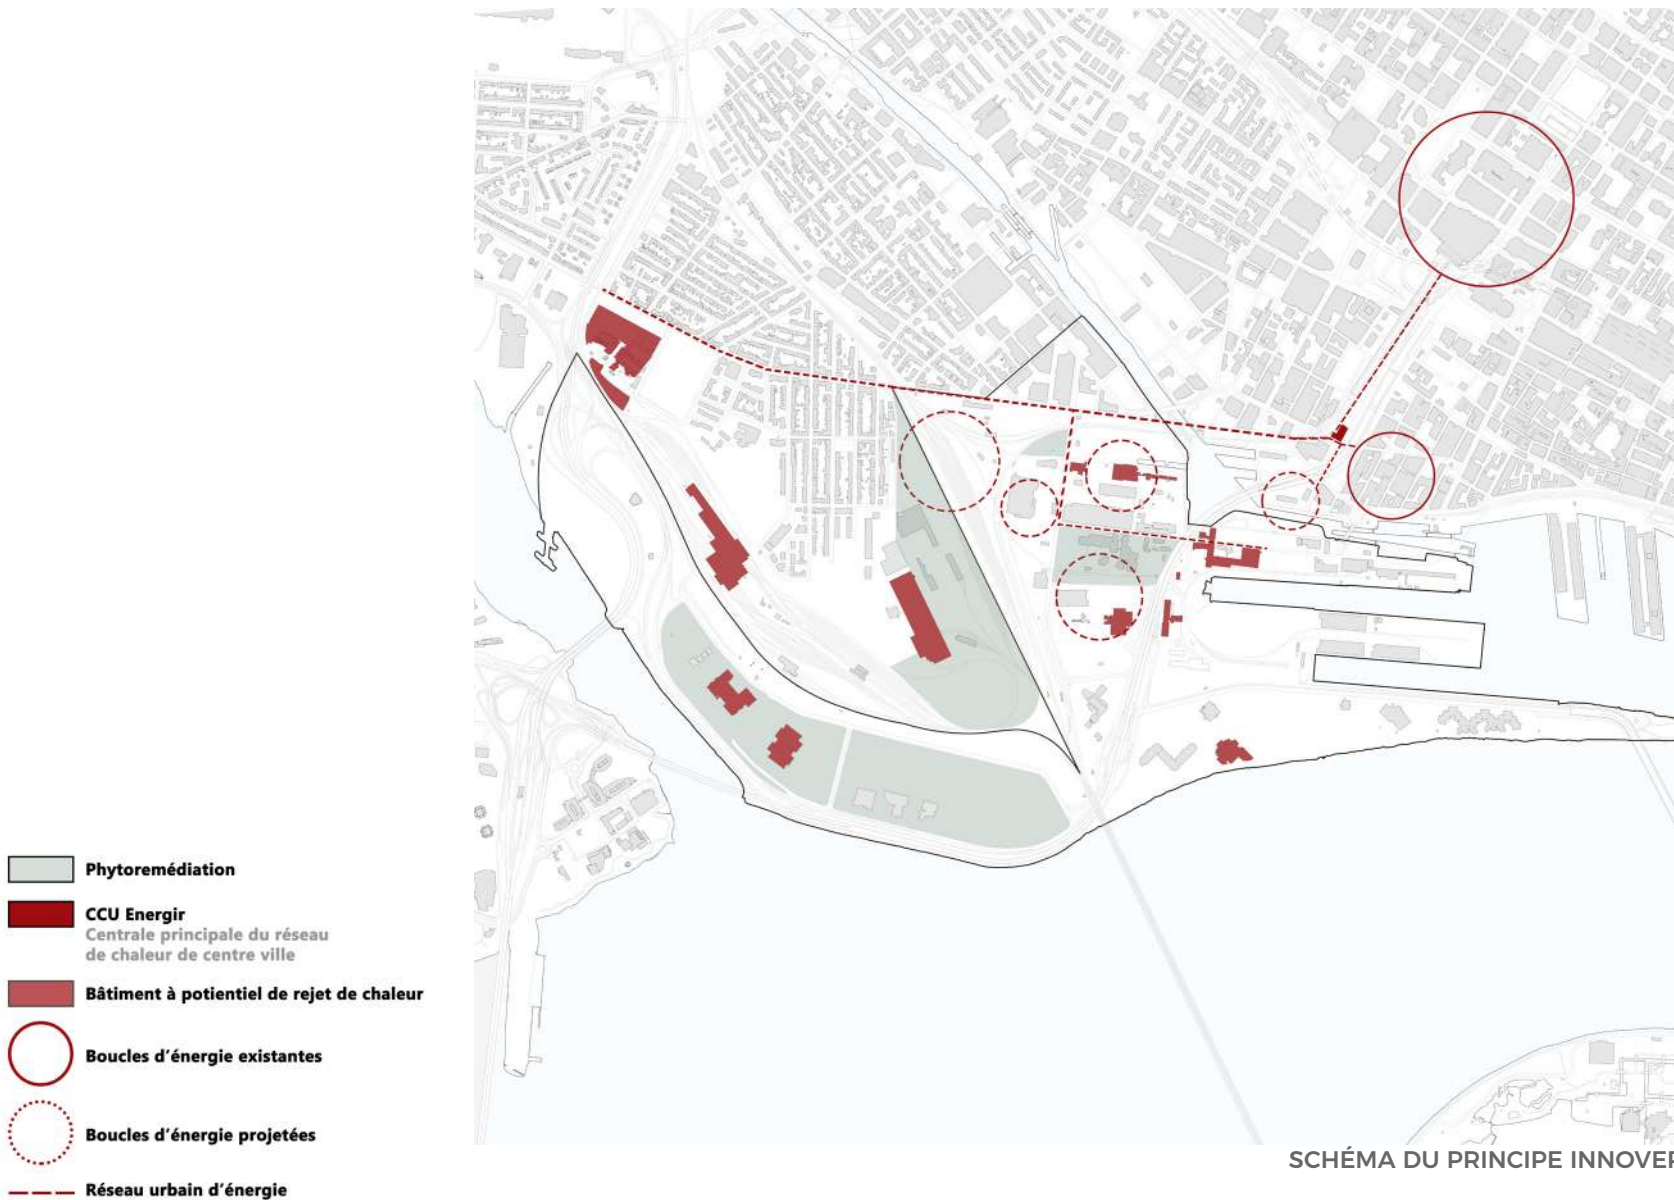 Phytoremédiation
CCU Energir
Centrale principale du réseau
de chaleur de centre ville
Bâtiment à potientiel de rejet de chaleur
Boucles d'énergie existantes
Boucles d'énergie projetées
Réseau urbain d'énergie
SCHÉMA DU PRINCIPE INNOVER